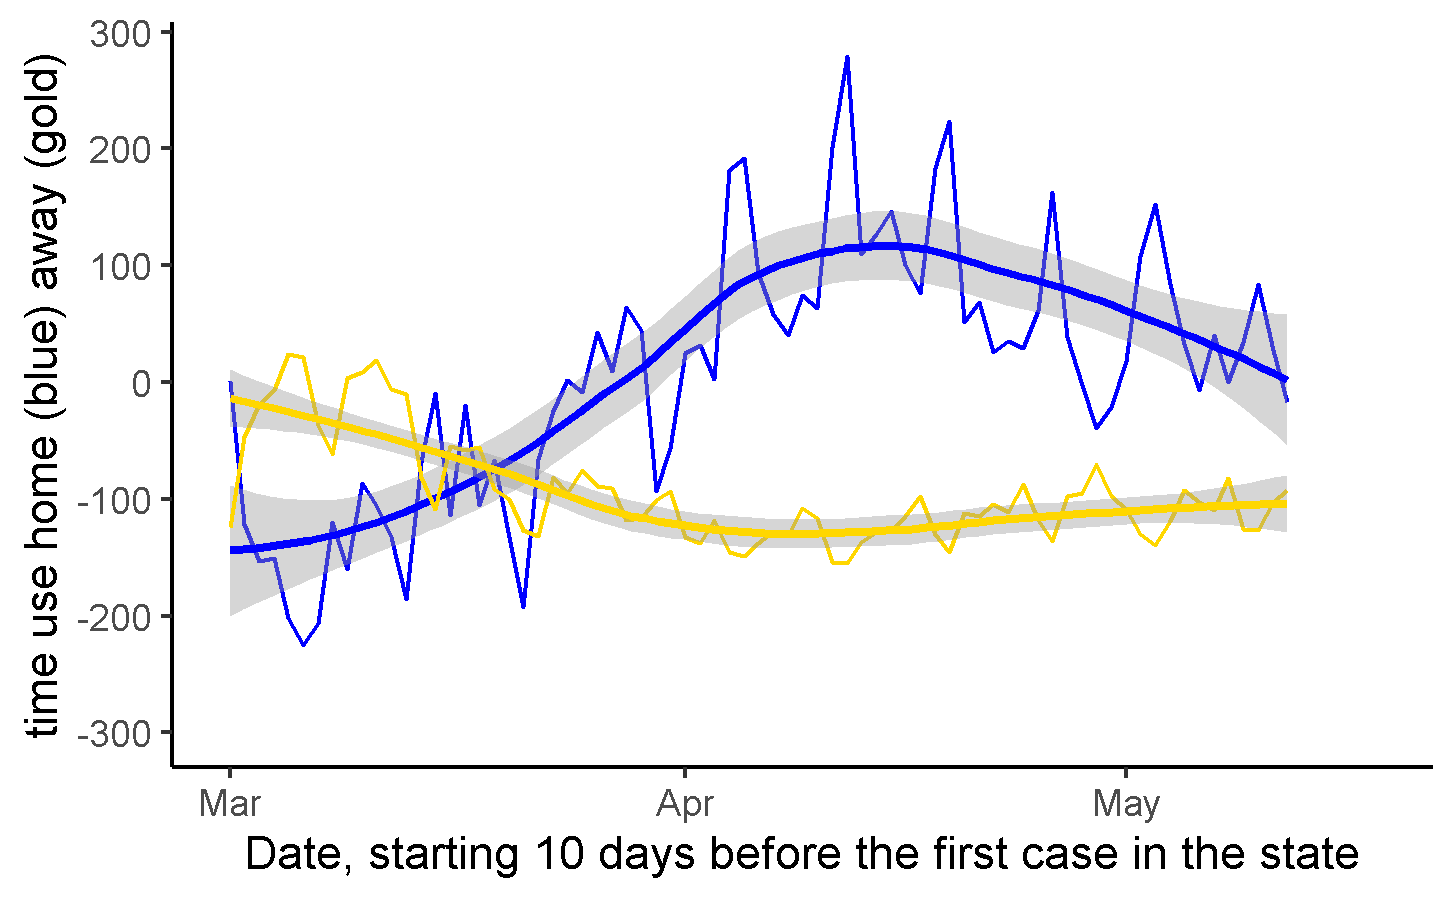 time use home (blue) away (gold)
300
200
100
0
-100
-200
-300
Mar
Apr
May
Date, starting 10 days before the first case in the state